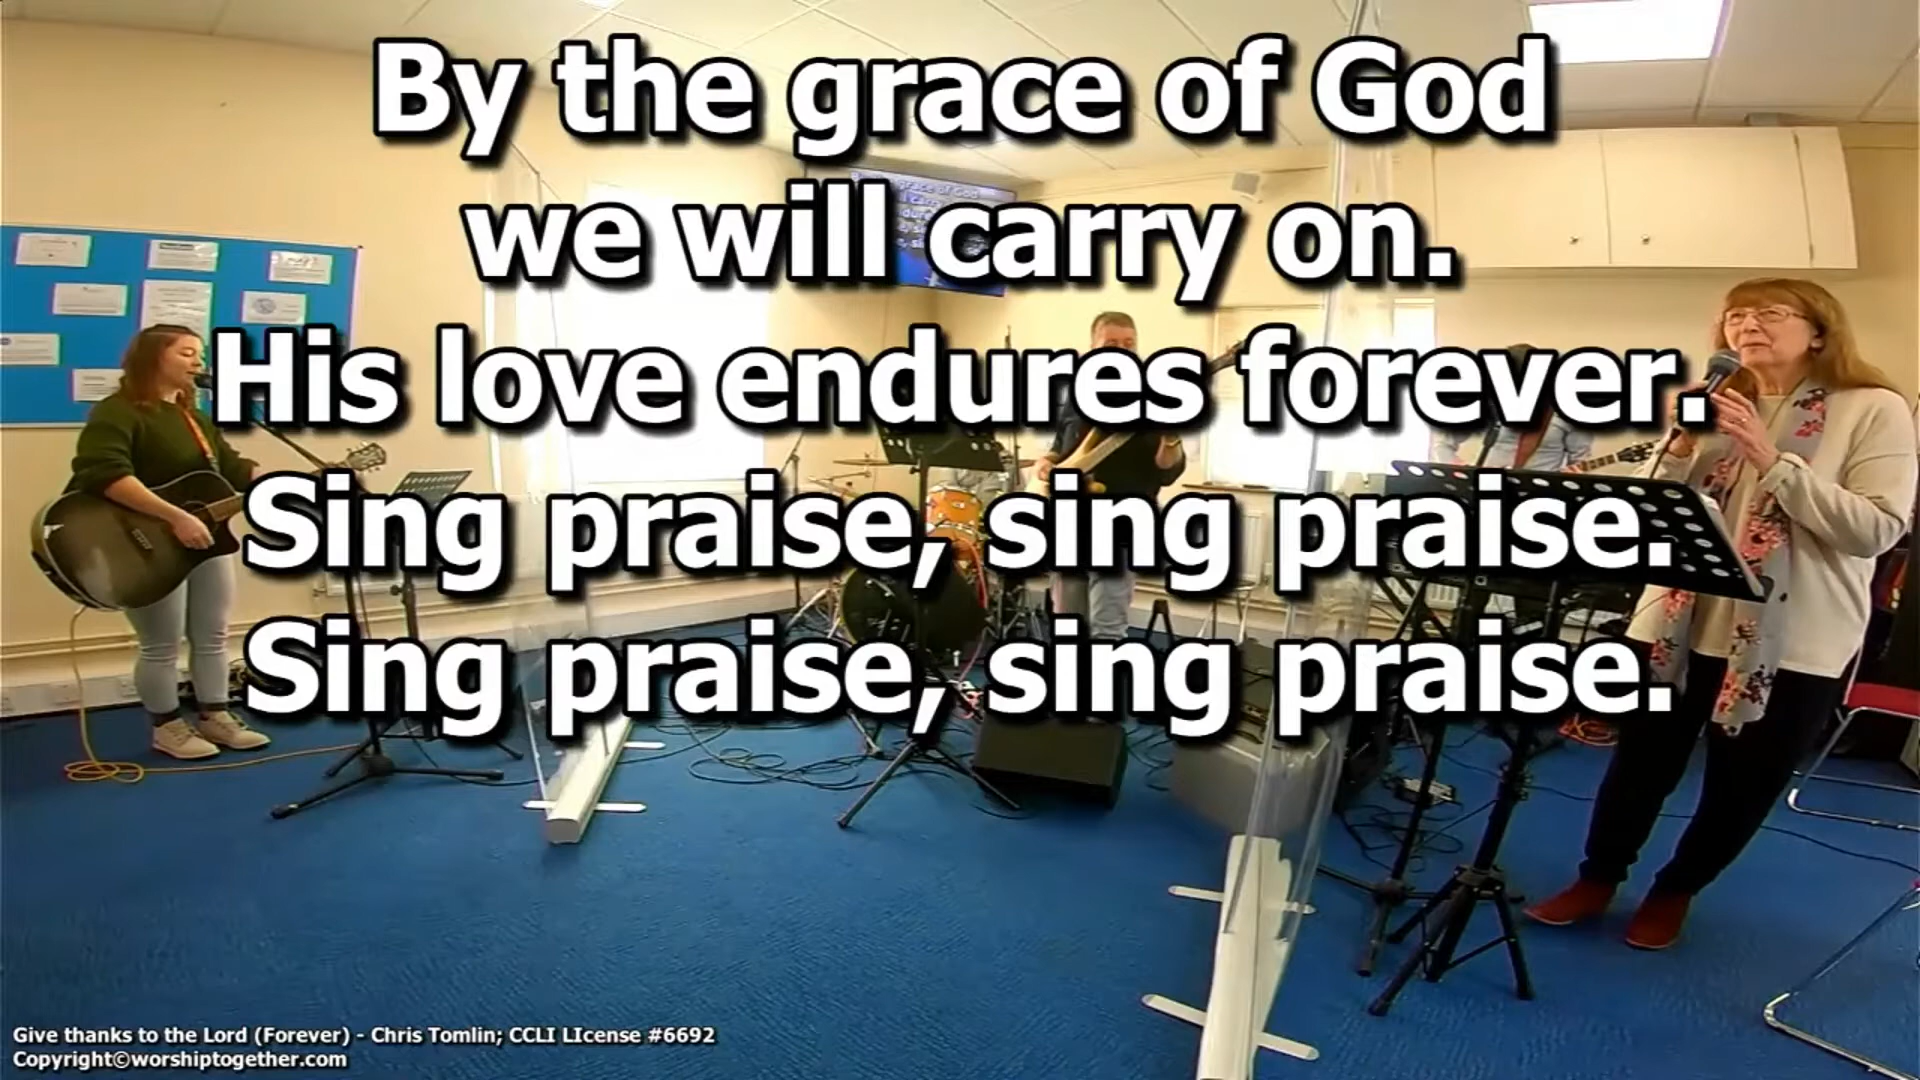 By the grace of God
we will carry on.
His love endures forever.
Sing praise, sing praise.
Sing praise, sing praise.
Give thanks to the Lord (Forever) - Chris Tomlin; CCLI LIcense #6692
Copyright©worshiptogether.com